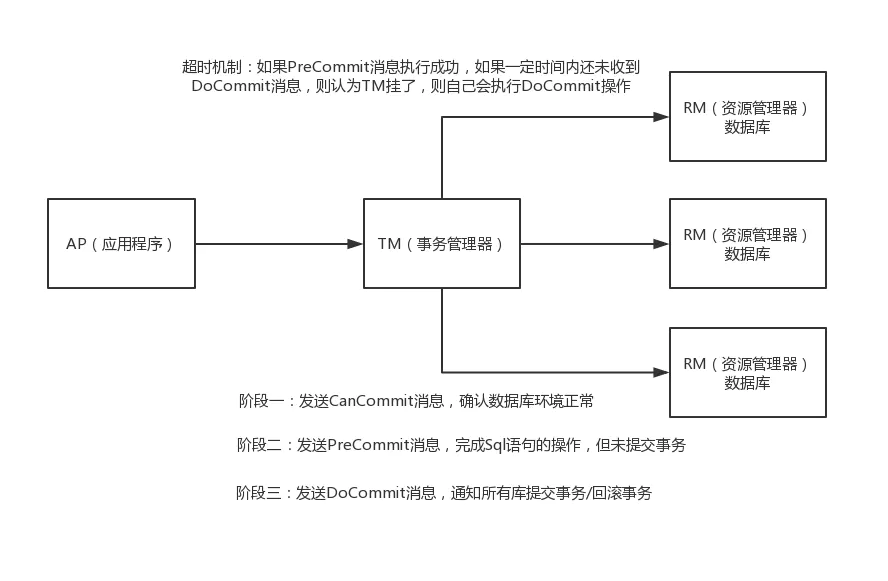 超时机制：如果PreCommit消息执行成功，如果一定时间内还未收到
DoCommit消息，则认为TM挂了，则自己会执行DoCommit操作
RM（资源管理器）
数据库
AP（应用程序）
TM（事务管理器）
RM（资源管理器）
数据库
RM（资源管理器）
数据库
阶段一：发送CanCommit消息，确认数据库环境正常
阶段二：发送PreCommit消息，完成Sql语句的操作，但未提交事务
阶段三：发送DoCommit消息，通知所有库提交事务/回滚事务